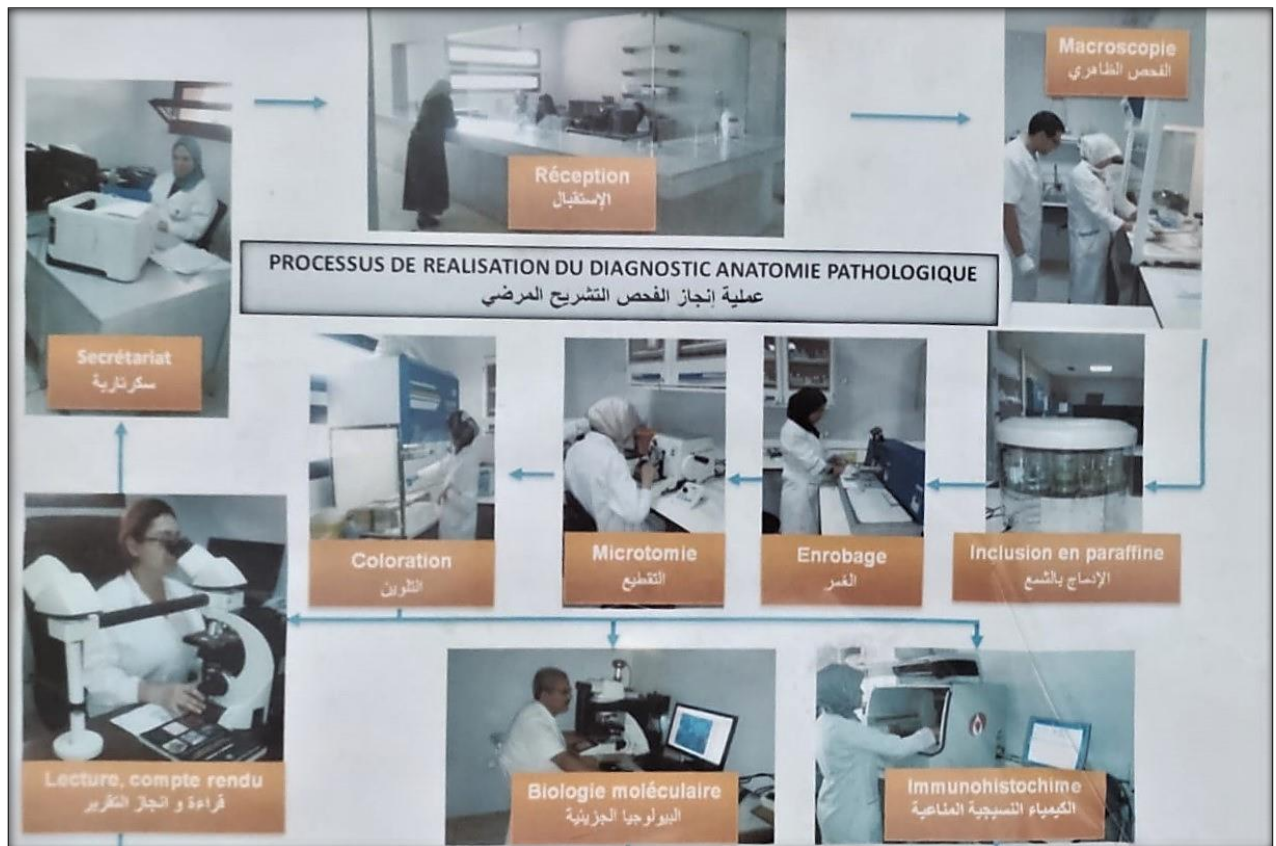 Macroscopie
الفحص الظاهري
Réception
الإستقبال
PROCESSUS DE REALISATION DU DIAGNOSTIC ANATOMIE PATHOLOGIQUE
عملية إنجاز الفحص التشريح المرضي
Secrétariat
سكرتارية
Coloration
التلوين
Microtomie
التقطيع
Enrobage
الغمر
Inclusion en paraffine
الإدماج بالشمع
Lecture, compte rendu
قراءة و انجاز التقرير
Biologie moléculaire
البيولوجيا الجزيئية
Immunohistochime
الكيمياء النسيجية المناعية